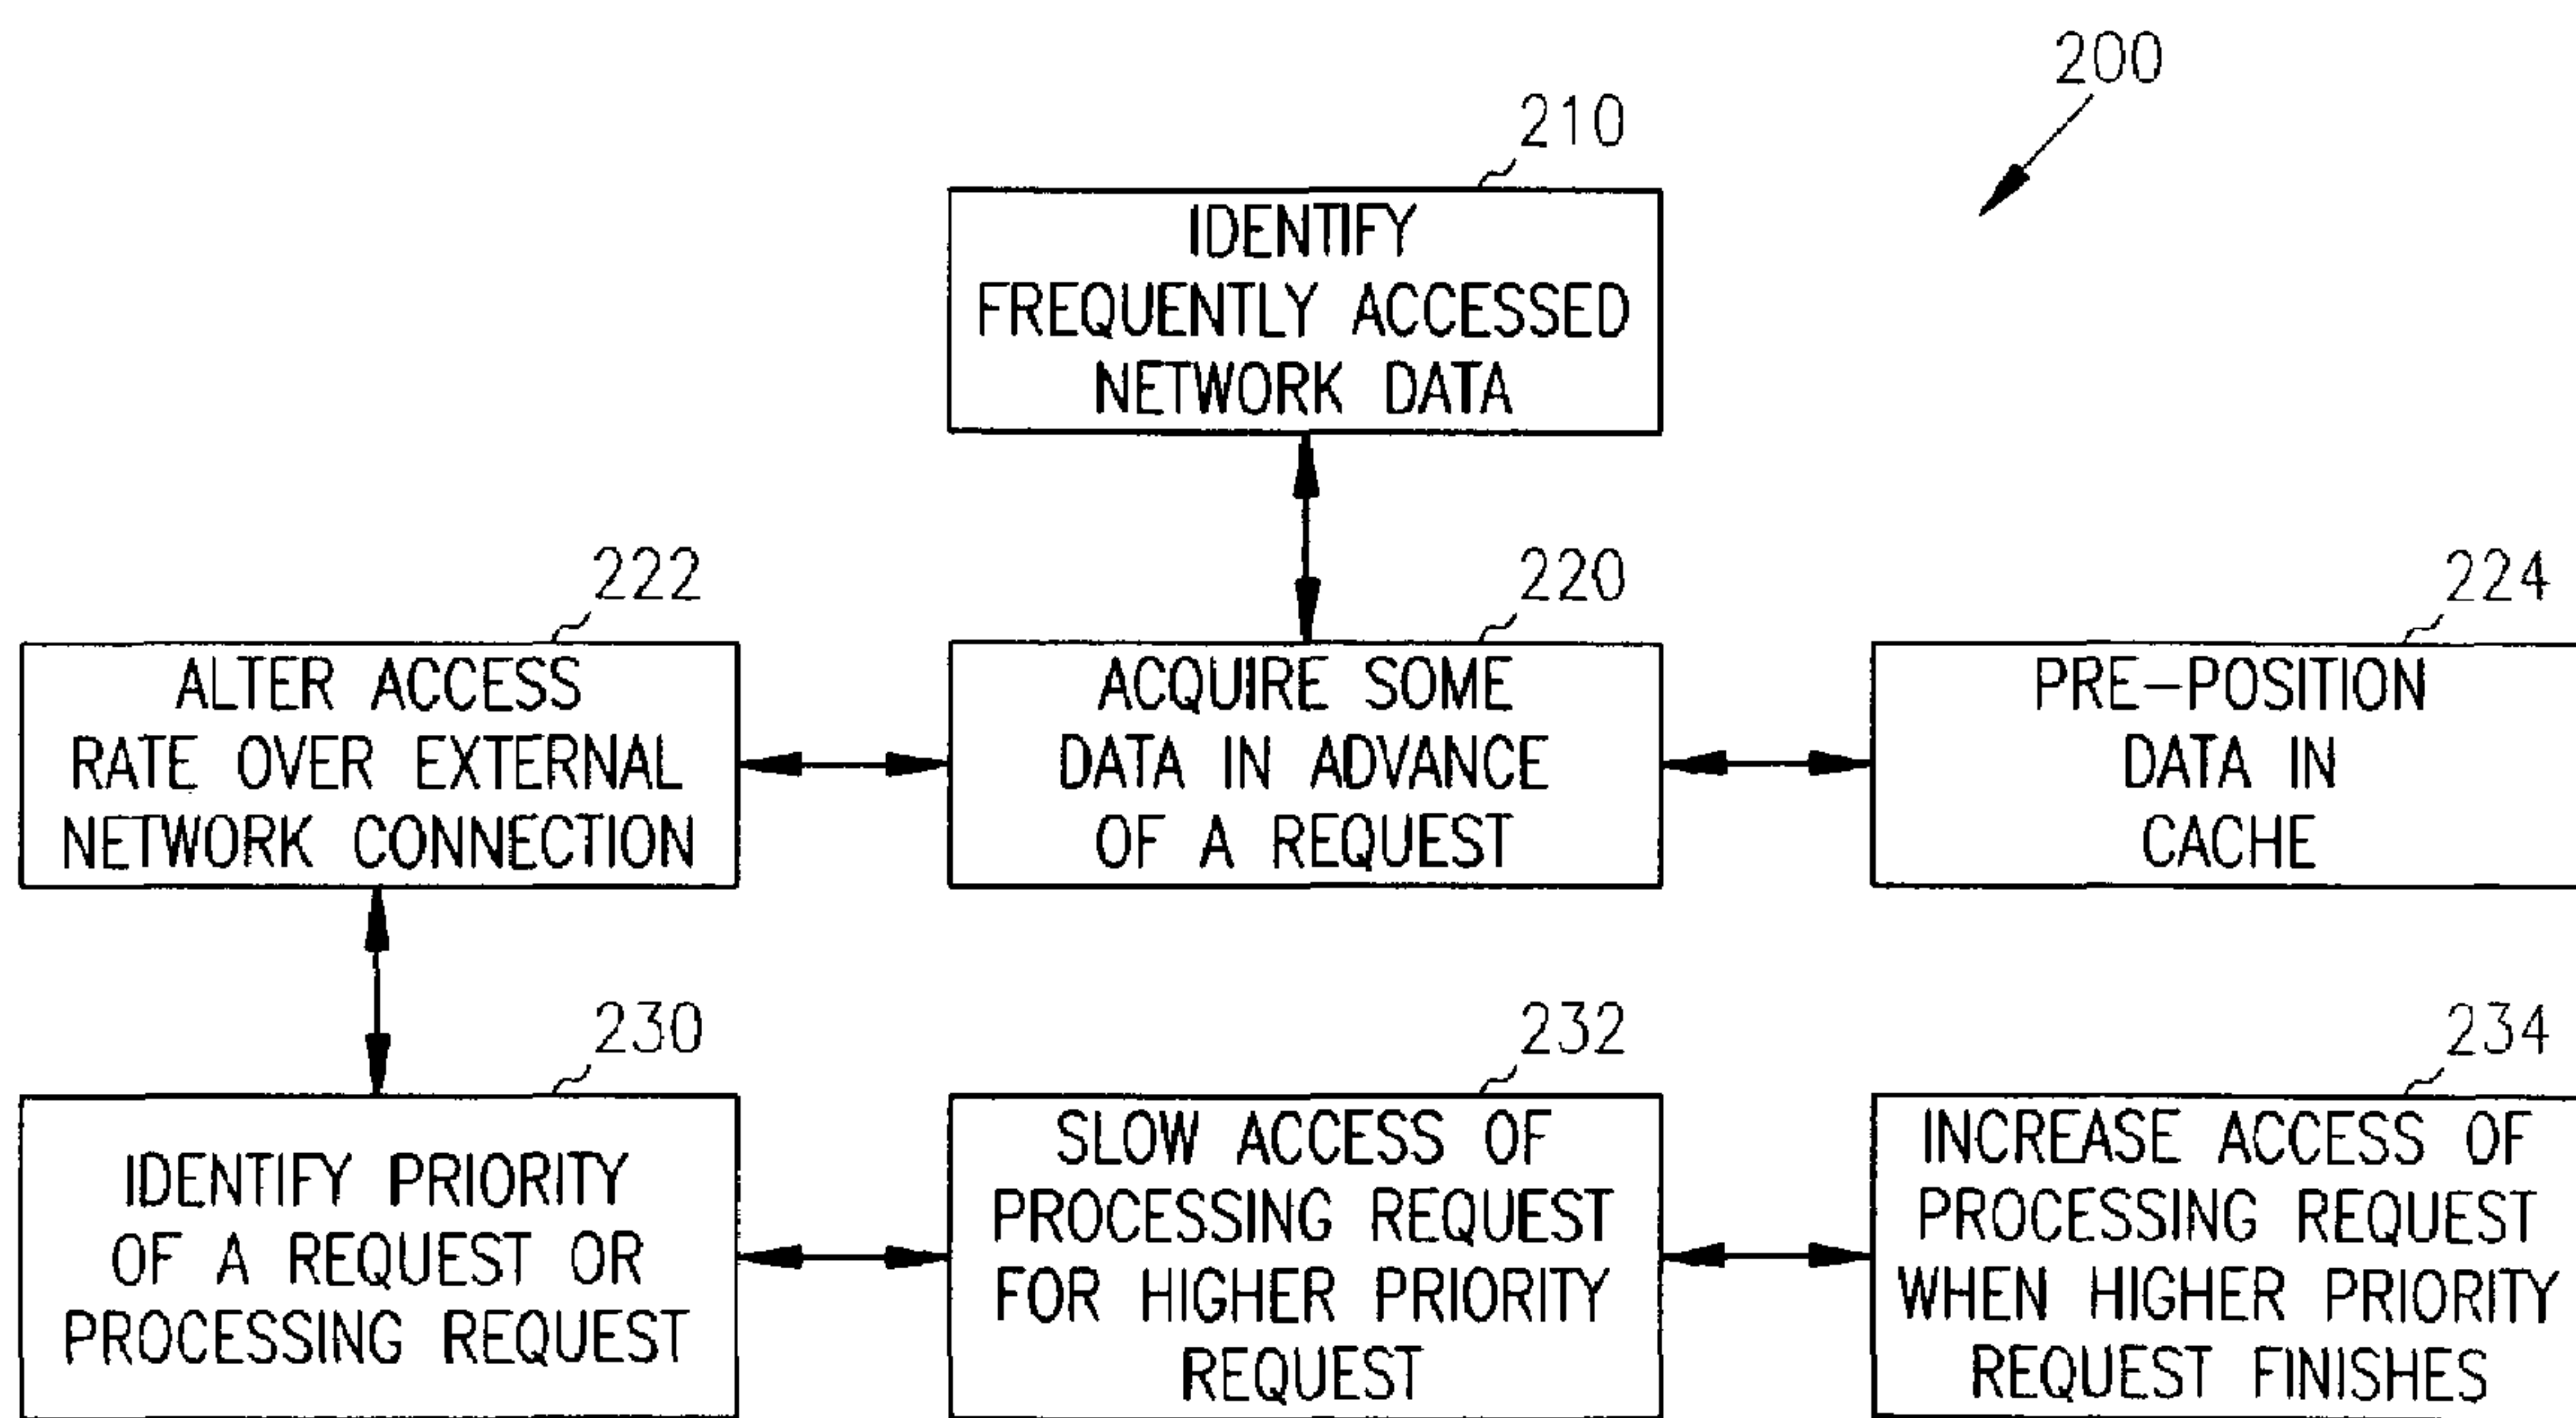 200
210
IDENTIFY
FREQUENTLY ACCESSED
NETWORK DATA
222
ALTER ACCESS
RATE OVER EXTERNAL
NETWORK CONNECTION
220
ACQUIRE SOME
DATA IN ADVANCE
OF A REQUEST
224
PRE-POSITION
DATA IN
CACHE
230
IDENTIFY PRIORITY
OF A REQUEST OR
PROCESSING REQUEST
232
SLOW ACCESS OF
PROCESSING REQUEST
FOR HIGHER PRIORITY
REQUEST
234
INCREASE ACCESS OF
PROCESSING REQUEST
WHEN HIGHER PRIORITY
REQUEST FINISHES